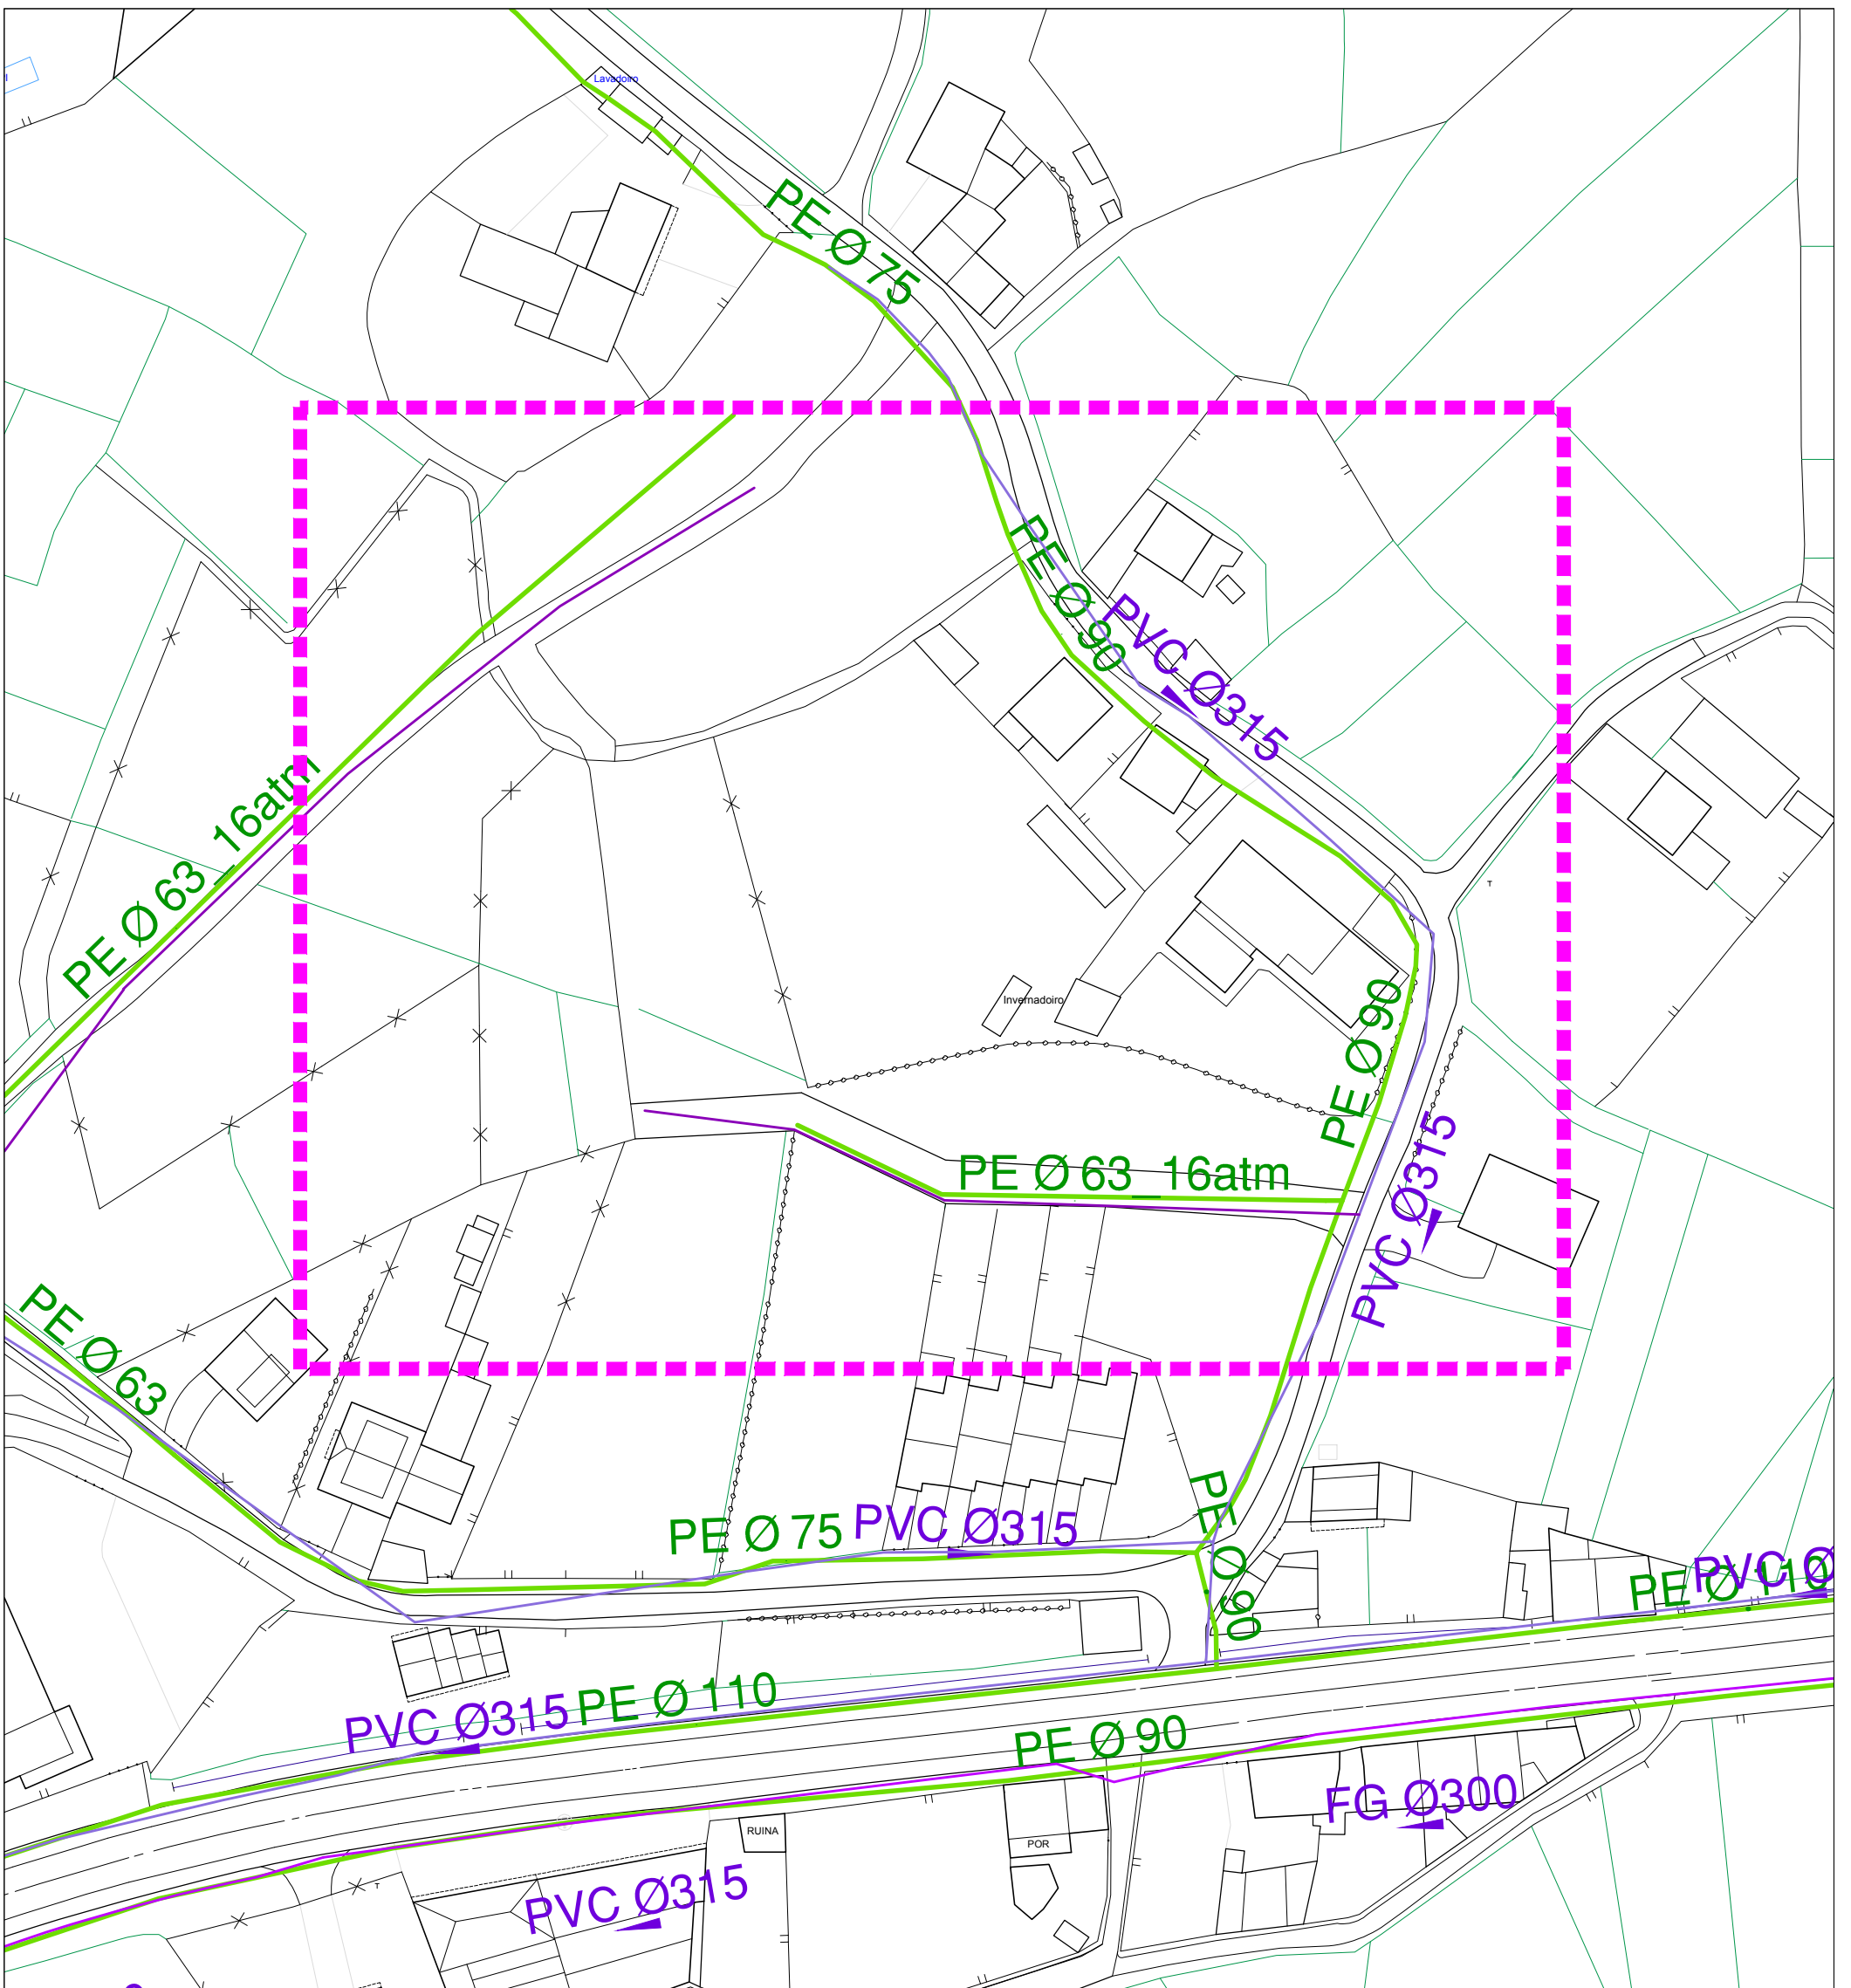 Lavadoiro
PE Ø 75
PE Ø 90
PVC Ø315
PE Ø 63_16atm
Invernadoiro
T
PE Ø 90
PE Ø 63_16atm
PVC Ø315
PE Ø 63
PE Ø 75
PVC Ø315
PE Ø 90
PE Ø 110
PVC Ø
PVC Ø315
PE Ø 110
PE Ø 90
FG Ø300
RUINA
POR
T
PVC Ø315